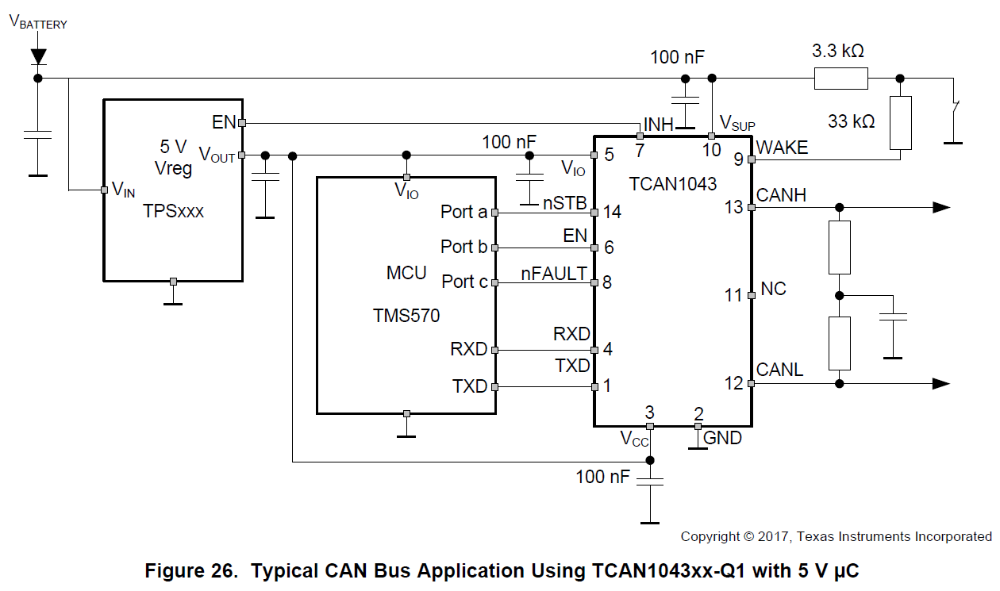 VBATTERY
100 nF
3.3 kΩ
33 kΩ
EN
INH
VSUP
5 V
Vreg
VOUT
100 nF
5
7
10
WAKE
9
VIO
VIO
TCAN1043
VIN
TPSxxx
CANH
13
Port a
nSTB
14
Port b
EN
6
MCU
Port c
nFAULT
8
11
NC
TMS570
RXD
RXD
4
TXD
TXD
1
CANL
12
3
2
VCC
GND
100 nF
Copyright © 2017, Texas Instruments Incorporated
Figure 26. Typical CAN Bus Application Using TCAN1043xx-Q1 with 5 V µC